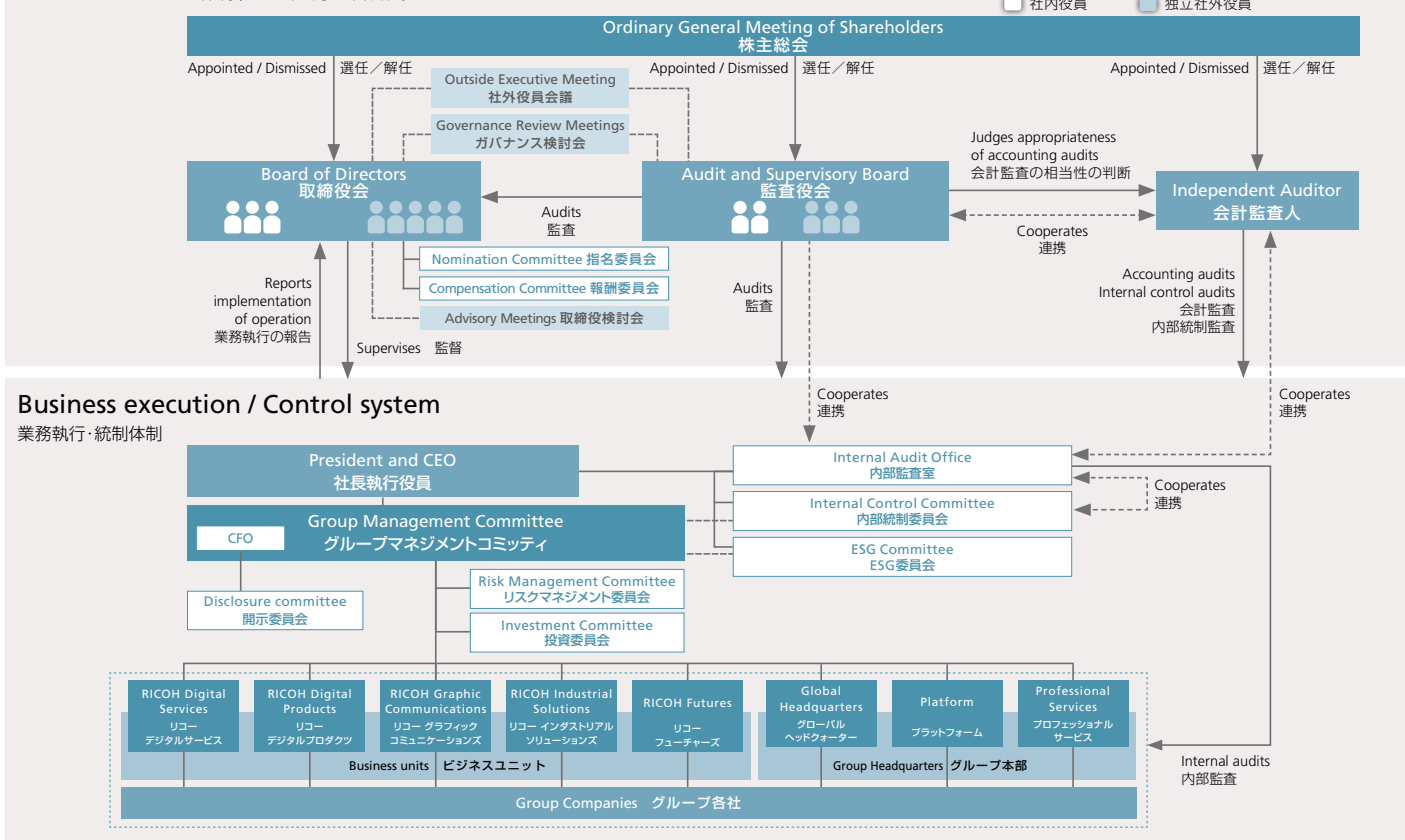 社内役員
独立社外役員
Ordinary General Meeting of Shareholders
株主総会
Appointed / Dismissed
選任／解任
Appointed / Dismissed
選任／解任
Appointed / Dismissed
選任／解任
Outside Executive Meeting
社外役員会議
Governance Review Meetings
ガバナンス検討会
Judges appropriateness
of accounting audits
会計監査の相当性の判断
Board of Directors
取締役会
Audits
監査
Audit and Supervisory Board
監査役会
Independent Auditor
会計監査人
Cooperates
連携
Nomination Committee 指名委員会
Compensation Committee 報酬委員会
Advisory Meetings 取締役検討会
Reports
implementation
of operation
業務執行の報告
Supervises 監督
Audits
監査
Accounting audits
Internal control audits
会計監査
内部統制監査
Cooperates
連携
Cooperates
連携
Business execution / Control system
業務執行･統制体制
President and CEO
社長執行役員
Internal Audit Office
内部監査室
Internal Control Committee
内部統制委員会
Cooperates
連携
ESG Committee
ESG委員会
Group Management Committee
グループマネジメントコミッティ
CFO
Disclosure committee
開示委員会
Risk Management Committee
リスクマネジメント委員会
Investment Committee
投資委員会
RICOH Digital
Services
リコー
デジタルサービス
RICOH Digital
Products
リコー
デジタルプロダクツ
RICOH Graphic
Communications
リコー グラフィック
コミュニケーションズ
RICOH Industrial
Solutions
リコー インダストリアル
ソリューションズ
RICOH Futures
リコー
フューチャーズ
Global
Headquarters
グローバル
ヘッドクォーター
Platform
プラットフォーム
Professional
Services
プロフェッショナル
サービス
Business units ビジネスユニット
Group Headquarters グループ本部
Internal audits
内部監査
Group Companies グループ各社